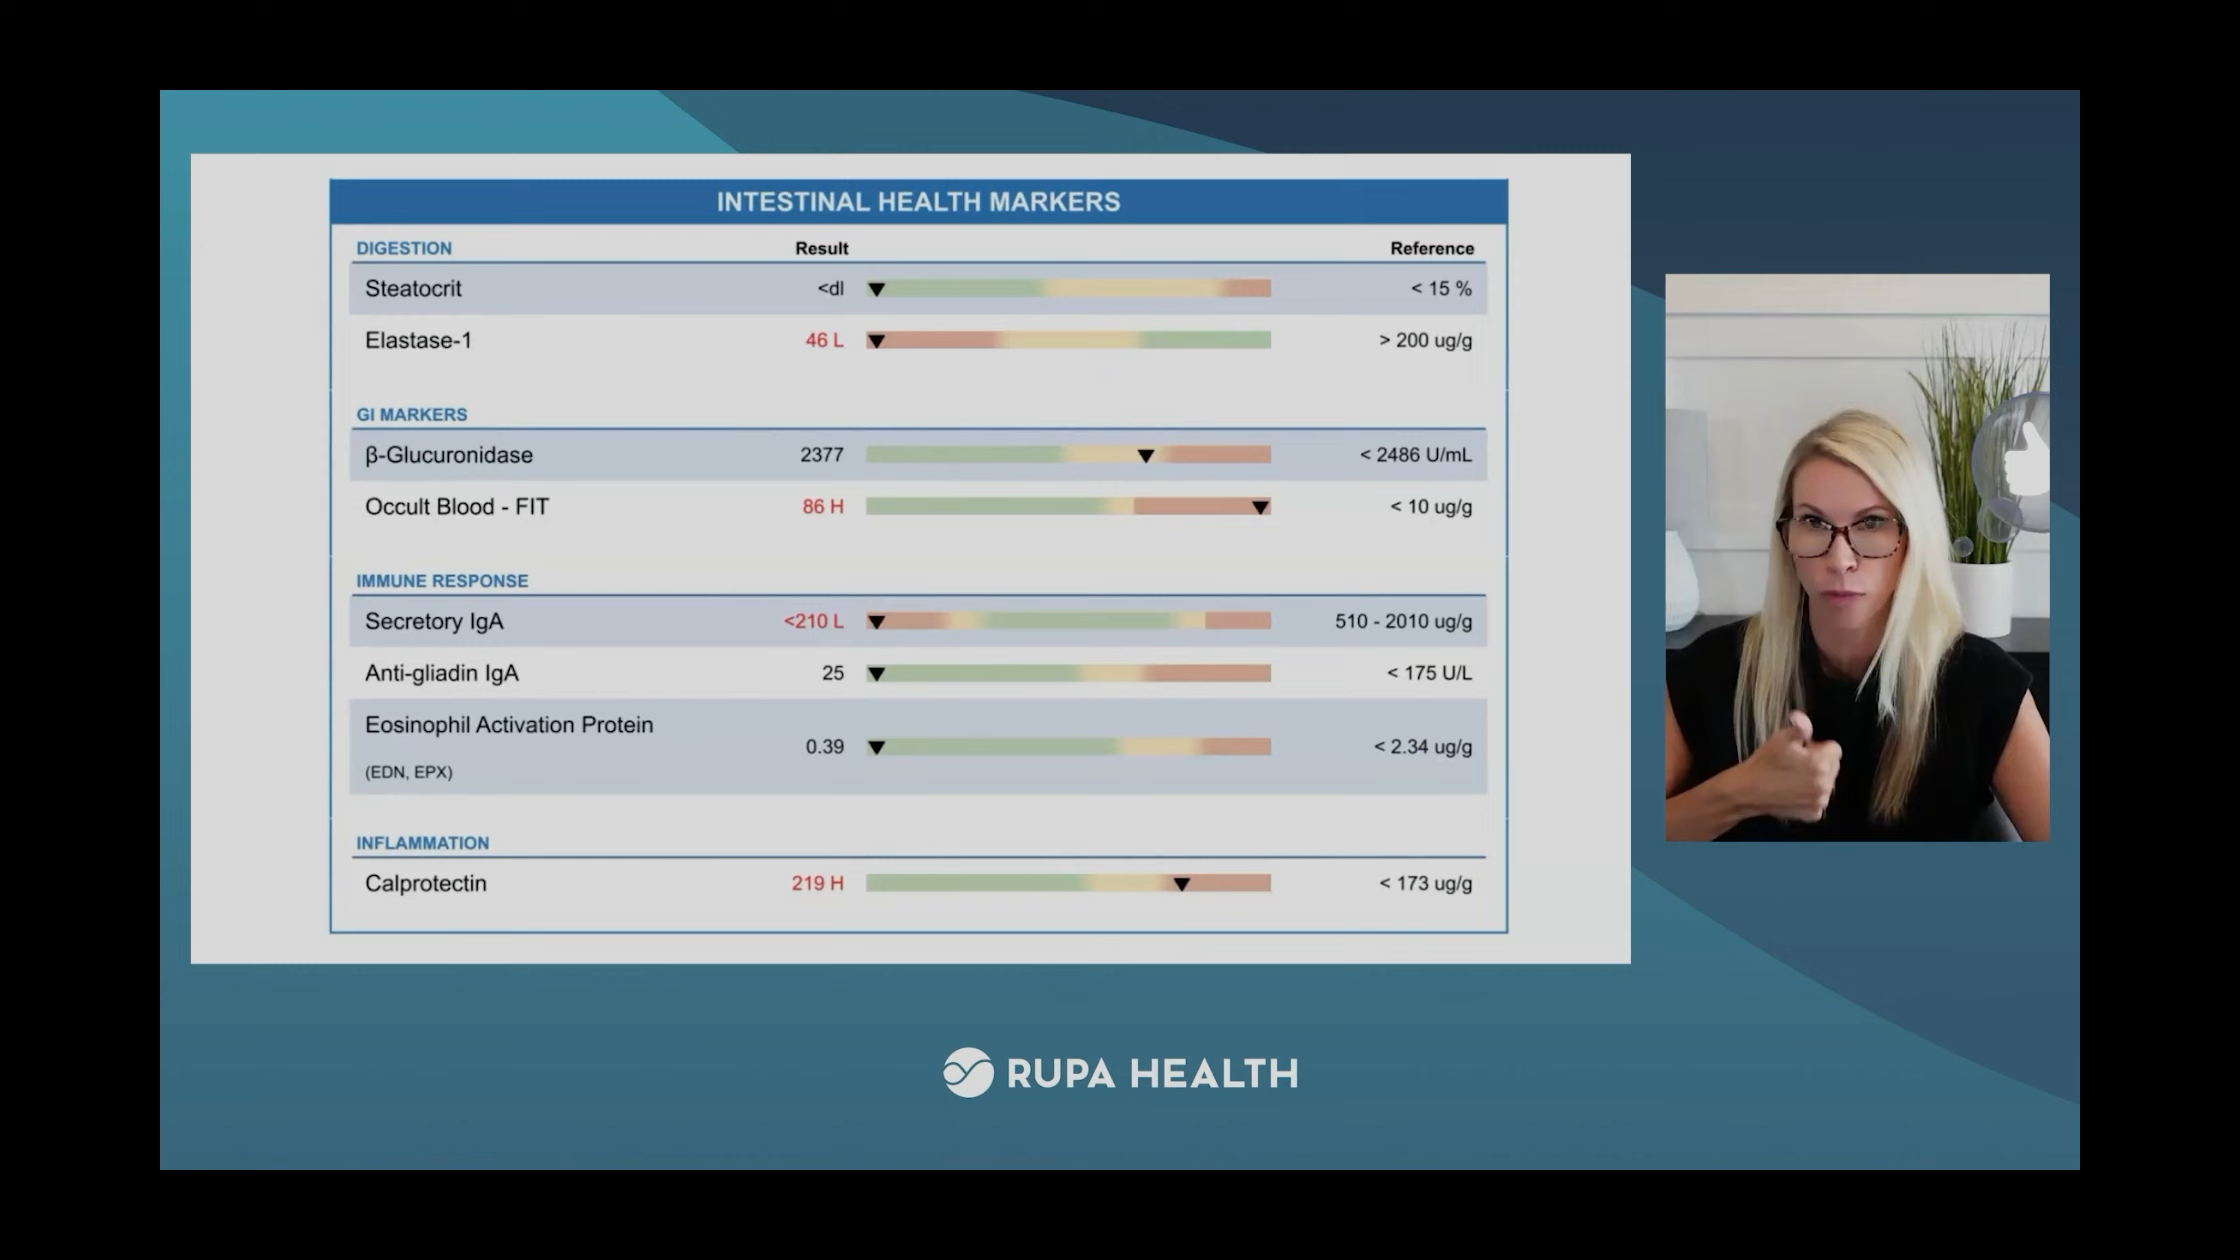 INTESTINAL HEALTH MARKERS
DIGESTION Result Reference
Steatocrit <dl < 15 %
Elastase-1 46 L > 200 ug/g
GI MARKERS
β-Glucuronidase 2377 < 2486 U/mL
Occult Blood - FIT 86 H < 10 ug/g
IMMUNE RESPONSE
Secretory IgA <210 L 510 - 2010 ug/g
Anti-gliadin IgA 25 < 175 U/L
Eosinophil Activation Protein
0.39 < 2.34 ug/g
(EDN, EPX)
INFLAMMATION
Calprotectin 219 H < 173 ug/g
RUPA HEALTH